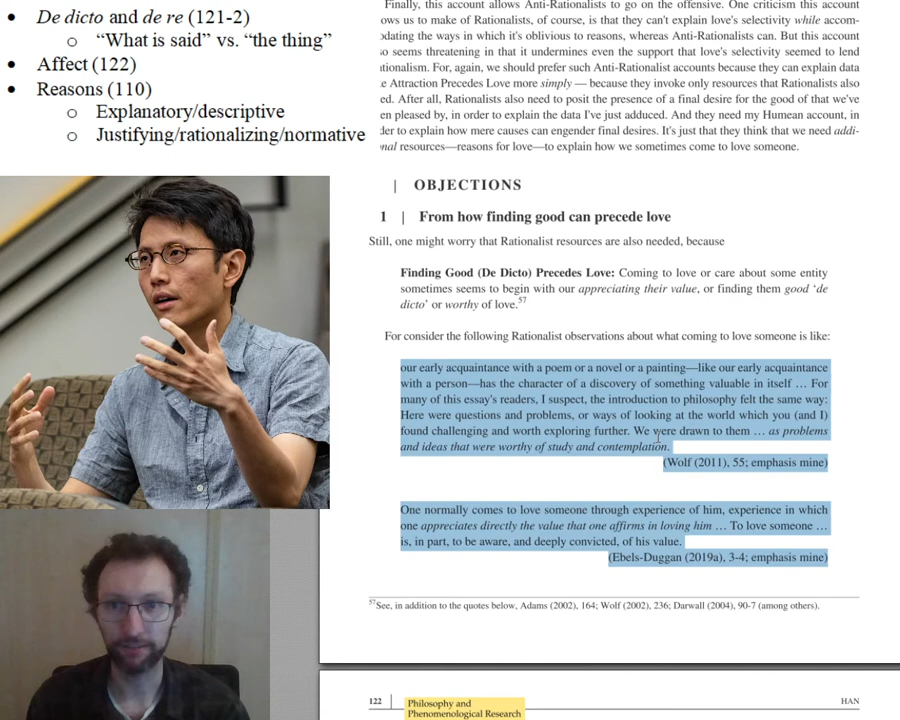 De dicto and de re (121-2)
“What is said” vs. “the thing”
Affect (122)
Reasons (110)
Explanatory/descriptive
Justifying/rationalizing/normative
Finally, this account allows Anti-Rationalists to go on the offensive. One criticism this account
ows us to make of Rationalists, of course, is that they can't explain love's selectivity while accom-
dating the ways in which it's oblivious to reasons, whereas Anti-Rationalists can. But this account
o seems threatening in that it undermines even the support that love's selectivity seemed to lend
tionalism. For, again, we should prefer such Anti-Rationalist accounts because they can explain data
e Attraction Precedes Love more simply — because they invoke only resources that Rationalists also
ed. After all, Rationalists also need to posit the presence of a final desire for the good of that we've
en pleased by, in order to explain the data I've just adduced. And they need my Humean account, in
der to explain how mere causes can engender final desires. It's just that they think that we need addi-
nal resources—reasons for love—to explain how we sometimes come to love someone.
| OBJECTIONS
1 | From how finding good can precede love
Still, one might worry that Rationalist resources are also needed, because
Finding Good (De Dicto) Precedes Love: Coming to love or care about some entity
sometimes seems to begin with our appreciating their value, or finding them good ‘de
dicto’ or worthy of love.57
For consider the following Rationalist observations about what coming to love someone is like:
our early acquaintance with a poem or a novel or a painting—like our early acquaintance
with a person—has the character of a discovery of something valuable in itself … For
many of this essay's readers, I suspect, the introduction to philosophy felt the same way:
Here were questions and problems, or ways of looking at the world which you (and I)
found challenging and worth exploring further. We were drawn to them … as problems
and ideas that were worthy of study and contemplation.
(Wolf (2011), 55; emphasis mine)
One normally comes to love someone through experience of him, experience in which
one appreciates directly the value that one affirms in loving him … To love someone …
is, in part, to be aware, and deeply convicted, of his value.
(Ebels-Duggan (2019a), 3-4; emphasis mine)
57See, in addition to the quotes below, Adams (2002), 164; Wolf (2002), 236; Darwall (2004), 90-7 (among others).
122 | Philosophy and HAN
Phenomenological Research